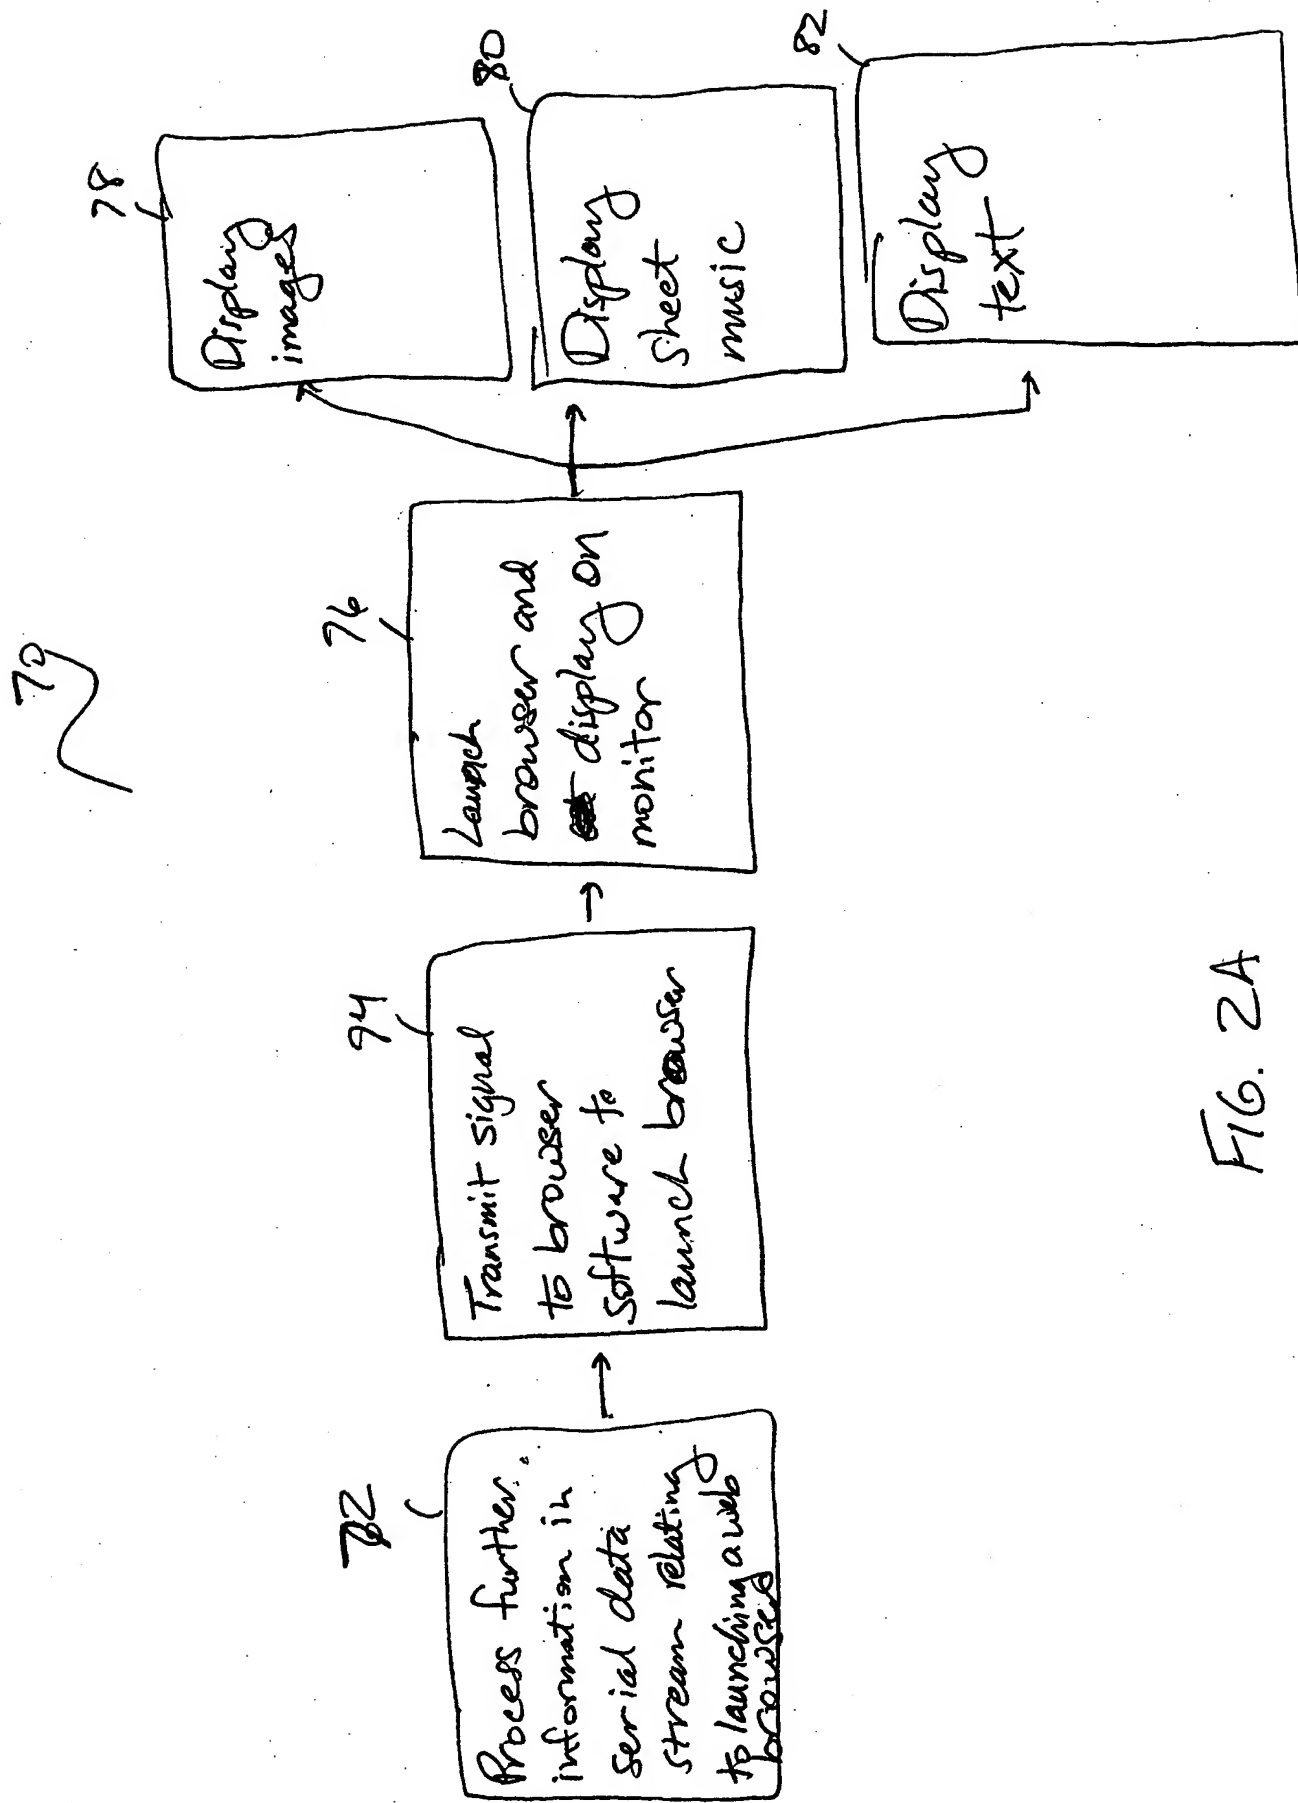 70
72
Process further
information in
serial data
stream relating
to launching a web
browser
74
Transmit signal
to browser
software to
launch browser
76
Launch
browser and
display on
monitor
78
Display
images
80
Display
sheet
music
82
Display
text
FIG. 2A